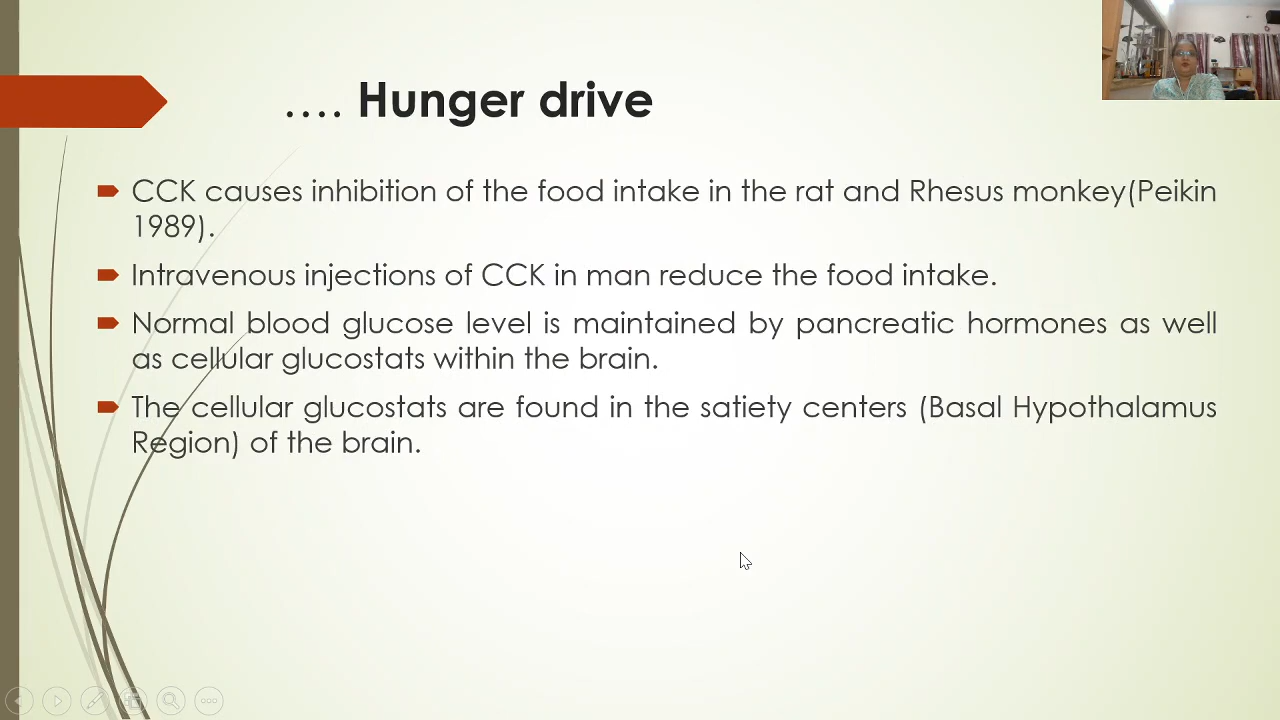 .... Hunger drive
CCK causes inhibition of the food intake in the rat and Rhesus monkey(Peikin
1989).
Intravenous injections of CCK in man reduce the food intake.
Normal blood glucose level is maintained by pancreatic hormones as well
as cellular glucostats within the brain.
The cellular glucostats are found in the satiety centers (Basal Hypothalamus
Region) of the brain.